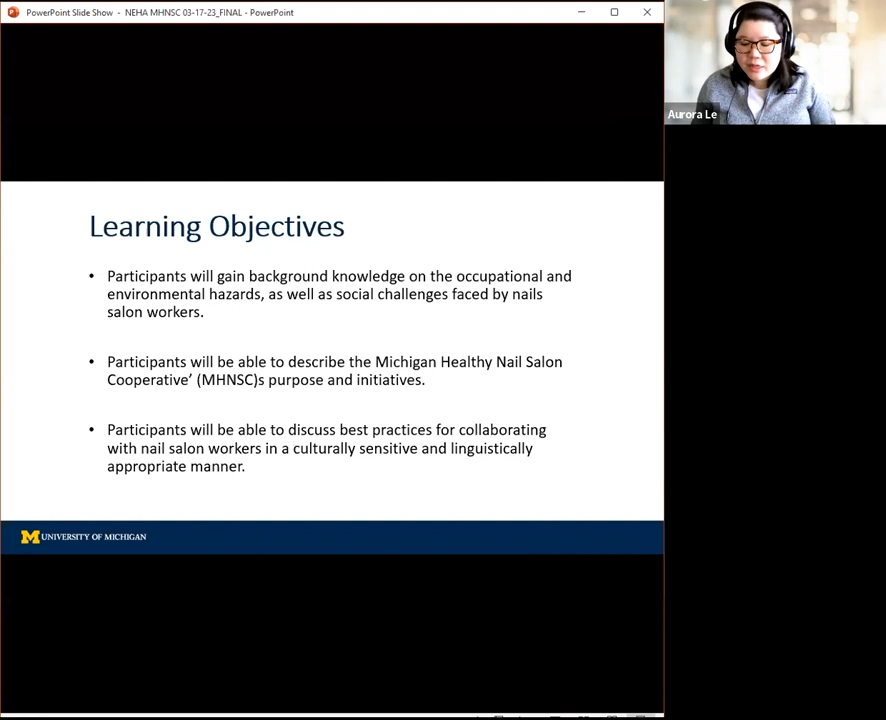 PowerPoint Slide Show - NEHA MHNSC 03-17-23_FINAL - PowerPoint
Aurora Le
Learning Objectives
• Participants will gain background knowledge on the occupational and
environmental hazards, as well as social challenges faced by nails
salon workers.
• Participants will be able to describe the Michigan Healthy Nail Salon
Cooperative’ (MHNSC)s purpose and initiatives.
• Participants will be able to discuss best practices for collaborating
with nail salon workers in a culturally sensitive and linguistically
appropriate manner.
M UNIVERSITY OF MICHIGAN